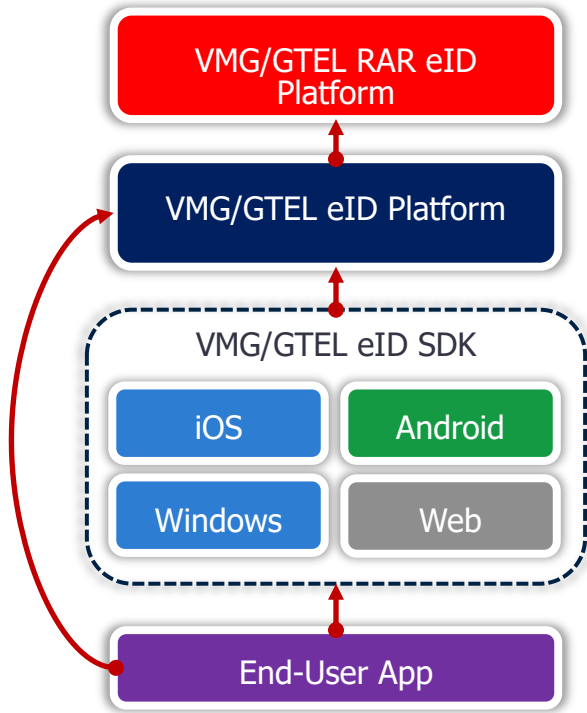 VMG/GTEL RAR eID
Platform
VMG/GTEL eID Platform
VMG/GTEL eID SDK
iOS
Android
Windows
Web
End-User App